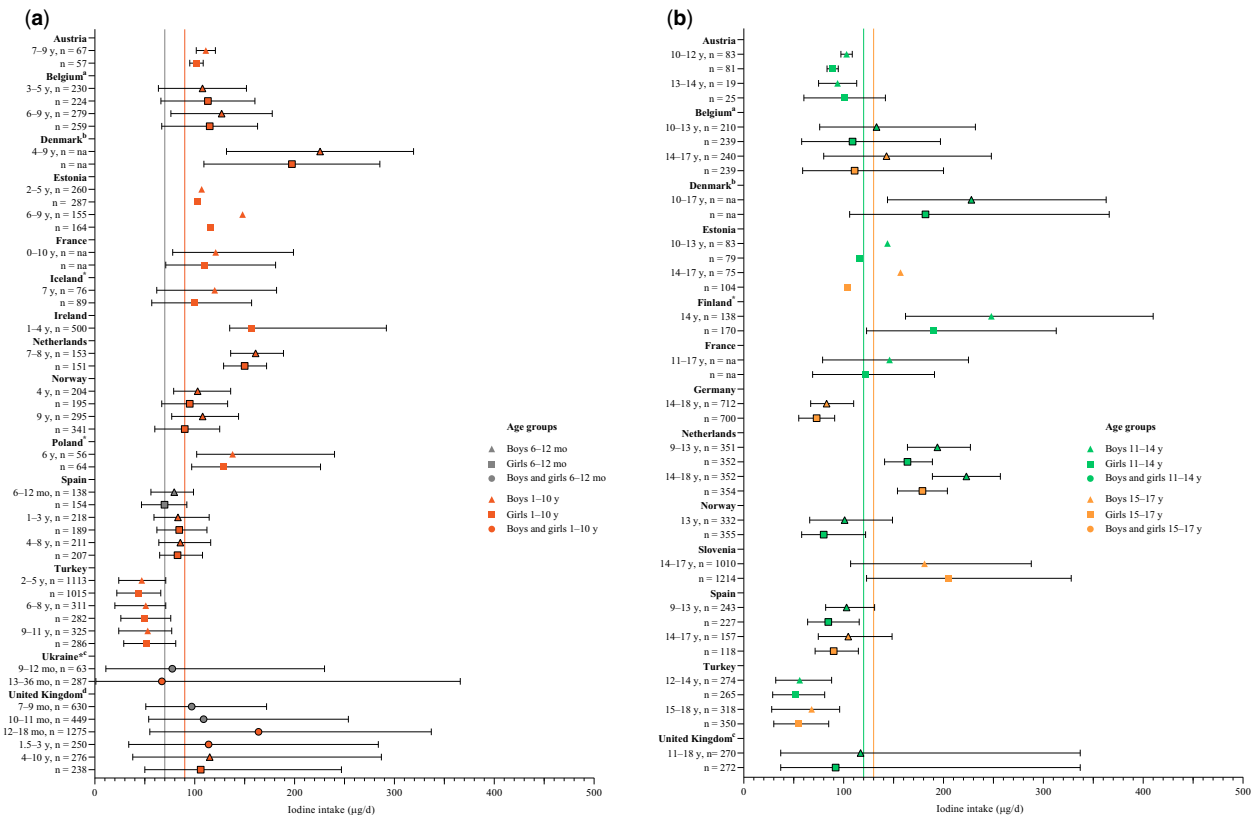 (a)
Austria
7–9 y, n = 67
n = 57
Belgiumª
3–5 y, n = 230
n = 224
6–9 y, n = 279
n = 259
Denmarkᵇ
4–9 y, n = na
n = na
Estonia
2–5 y, n = 260
n = 287
6–9 y, n = 155
n = 164
France
0–10 y, n = na
n = na
Iceland*
7 y, n = 76
n = 89
Ireland
1–4 y, n = 500
Netherlands
7–8 y, n = 153
n = 151
Norway
4 y, n = 204
n = 195
9 y, n = 295
n = 341
Poland*
6 y, n = 56
n = 64
Spain
6–12 mo, n = 138
n = 154
1–3 y, n = 218
n = 189
4–8 y, n = 211
n = 207
Turkey
2–5 y, n = 1113
n = 1015
6–8 y, n = 311
n = 282
9–11 y, n = 325
n = 286
Ukraine*ᶜ
9–12 mo, n = 63
13–36 mo, n = 287
United Kingdomᵈ
7–9 mo, n = 630
10–11 mo, n = 449
12–18 mo, n = 1275
1.5–3 y, n = 250
4–10 y, n = 276
n = 238
0 100 200 300 400 500
Iodine intake (µg/d)
Age groups
Boys 6–12 mo
Girls 6–12 mo
Boys and girls 6–12 mo
Boys 1–10 y
Girls 1–10 y
Boys and girls 1–10 y
(b)
Austria
10–12 y, n = 83
n = 81
13–14 y, n = 19
n = 25
Belgiumª
10–13 y, n = 210
n = 239
14–17 y, n = 240
n = 239
Denmarkᵇ
10–17 y, n = na
n = na
Estonia
10–13 y, n = 83
n = 79
14–17 y, n = 75
n = 104
Finland*
14 y, n = 138
n = 170
France
11–17 y, n = na
n = na
Germany
14–18 y, n = 712
n = 700
Netherlands
9–13 y, n = 351
n = 352
14–18 y, n = 352
n = 354
Norway
13 y, n = 332
n = 355
Slovenia
14–17 y, n = 1010
n = 1214
Spain
9–13 y, n = 243
n = 227
14–17 y, n = 157
n = 118
Turkey
12–14 y, n = 274
n = 265
15–18 y, n = 318
n = 350
United Kingdomᶜ
11–18 y, n = 270
n = 272
0 100 200 300 400 500
Iodine intake (µg/d)
Age groups
Boys 11–14 y
Girls 11–14 y
Boys and girls 11–14 y
Boys 15–17 y
Girls 15–17 y
Boys and girls 15–17 y